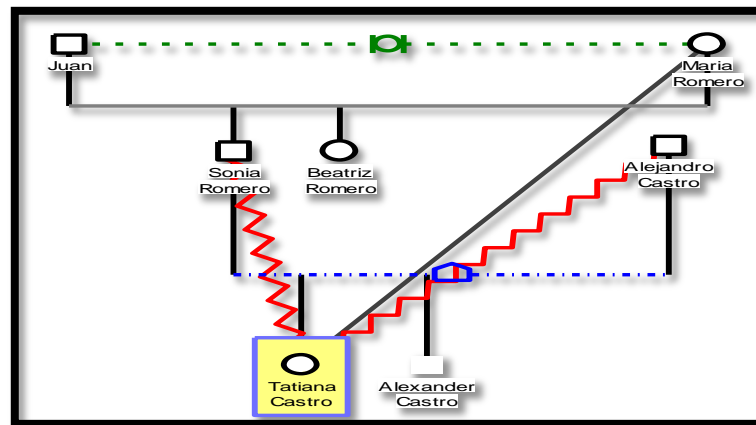 Juan
Maria
Romero
Sonia
Romero
Beatriz
Romero
Alejandro
Castro
Tatiana
Castro
Alexander
Castro